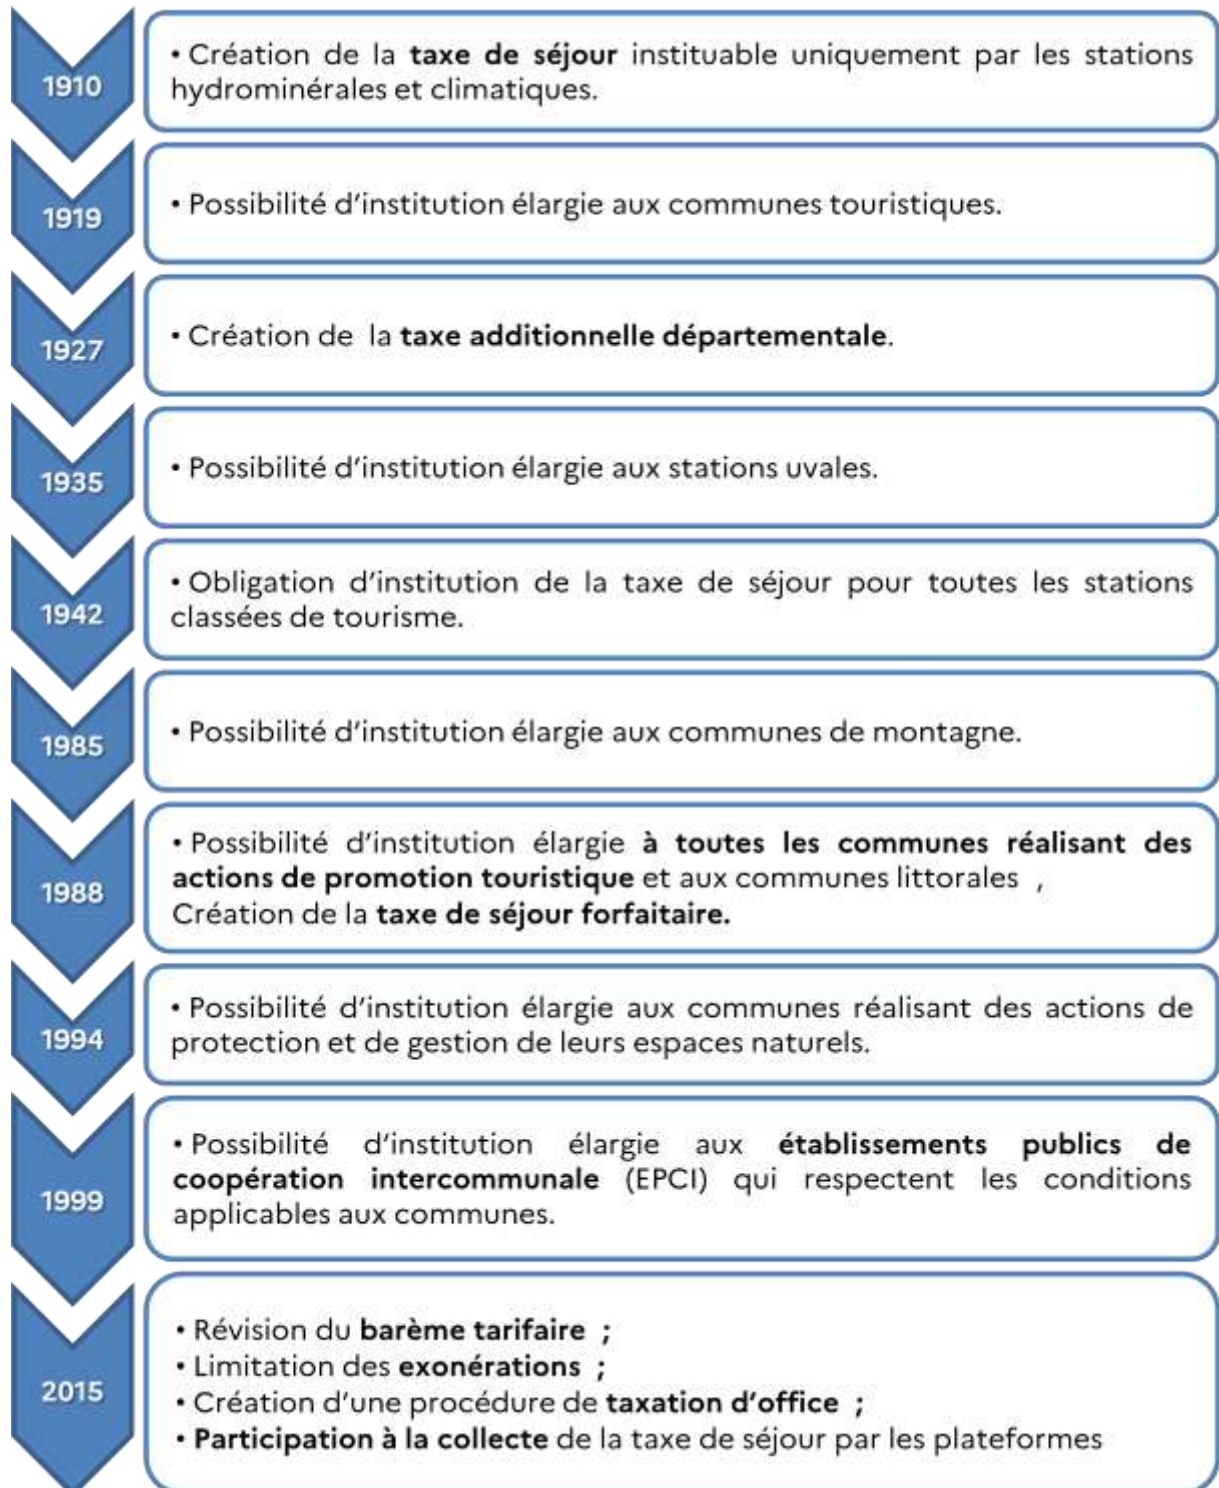 1910
• Création de la taxe de séjour instituable uniquement par les stations
hydrominérales et climatiques.
1919
• Possibilité d’institution élargie aux communes touristiques.
1927
• Création de la taxe additionnelle départementale.
1935
• Possibilité d’institution élargie aux stations uvales.
1942
• Obligation d’institution de la taxe de séjour pour toutes les stations
classées de tourisme.
1985
• Possibilité d’institution élargie aux communes de montagne.
1988
• Possibilité d’institution élargie à toutes les communes réalisant des
actions de promotion touristique et aux communes littorales ,
Création de la taxe de séjour forfaitaire.
1994
• Possibilité d’institution élargie aux communes réalisant des actions de
protection et de gestion de leurs espaces naturels.
1999
• Possibilité d’institution élargie aux établissements publics de
coopération intercommunale (EPCI) qui respectent les conditions
applicables aux communes.
2015
• Révision du barème tarifaire ;
• Limitation des exonérations ;
• Création d’une procédure de taxation d’office ;
• Participation à la collecte de la taxe de séjour par les plateformes